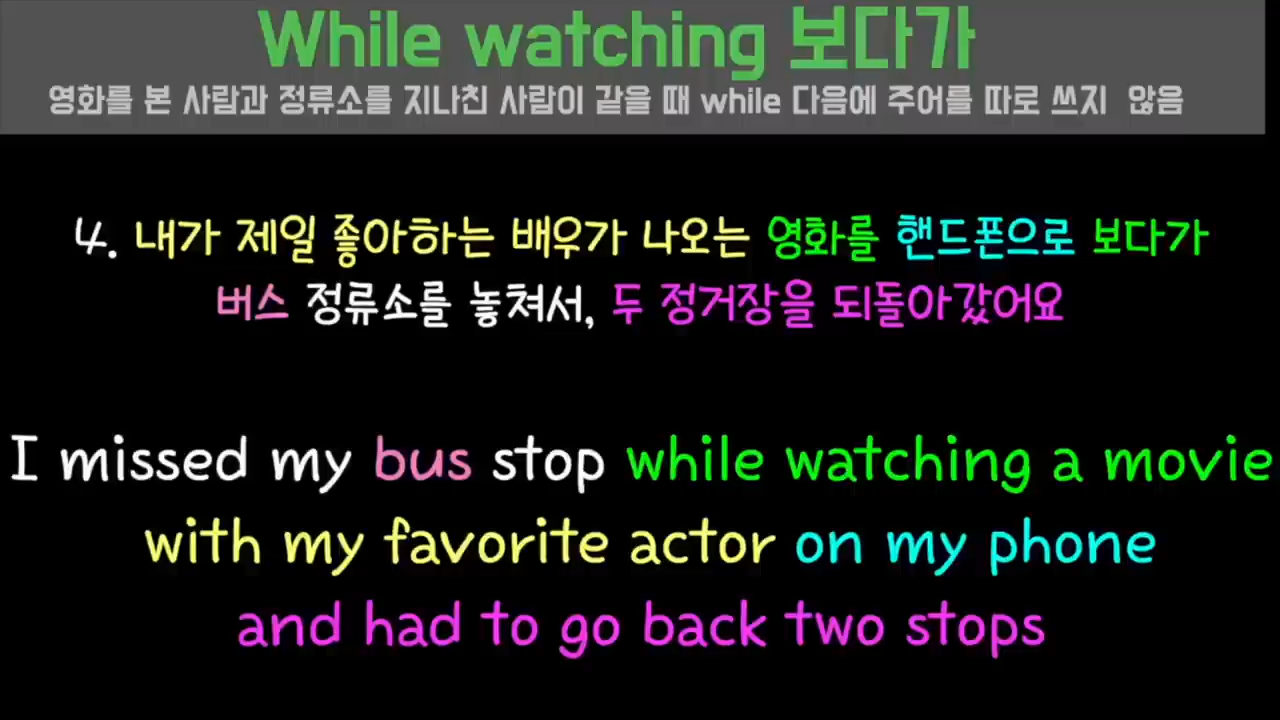 While watching 보다가
영화를 본 사람과 정류소를 지나친 사람이 같을 때 while 다음에 주어를 따로 쓰지 않음
4. 내가 제일 좋아하는 배우가 나오는 영화를 핸드폰으로 보다가
버스 정류소를 놓쳐서, 두 정거장을 되돌아갔어요
I missed my bus stop while watching a movie
with my favorite actor on my phone
and had to go back two stops